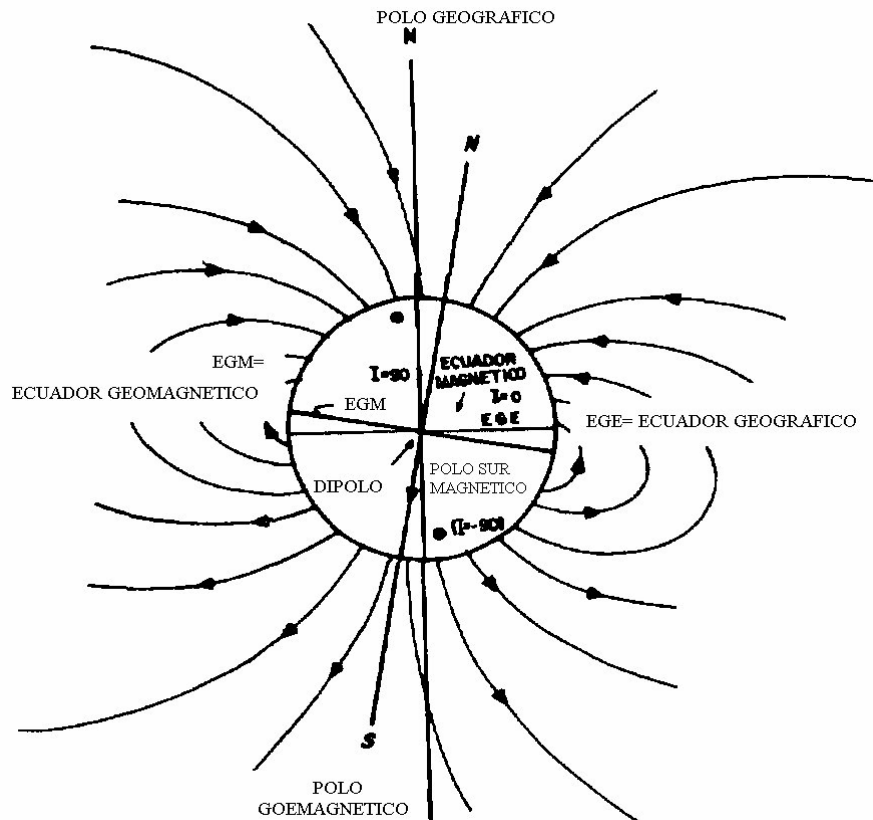 POLO GEOGRAFICO
N
N
EGM=
ECUADOR GEOMAGNETICO
I=90
ECUADOR
MAGNETICO
I=0
EGE
EGM
EGE= ECUADOR GEOGRAFICO
DIPOLO
POLO SUR
MAGNETICO
(I=-90)
S
POLO
GOEMAGNETICO